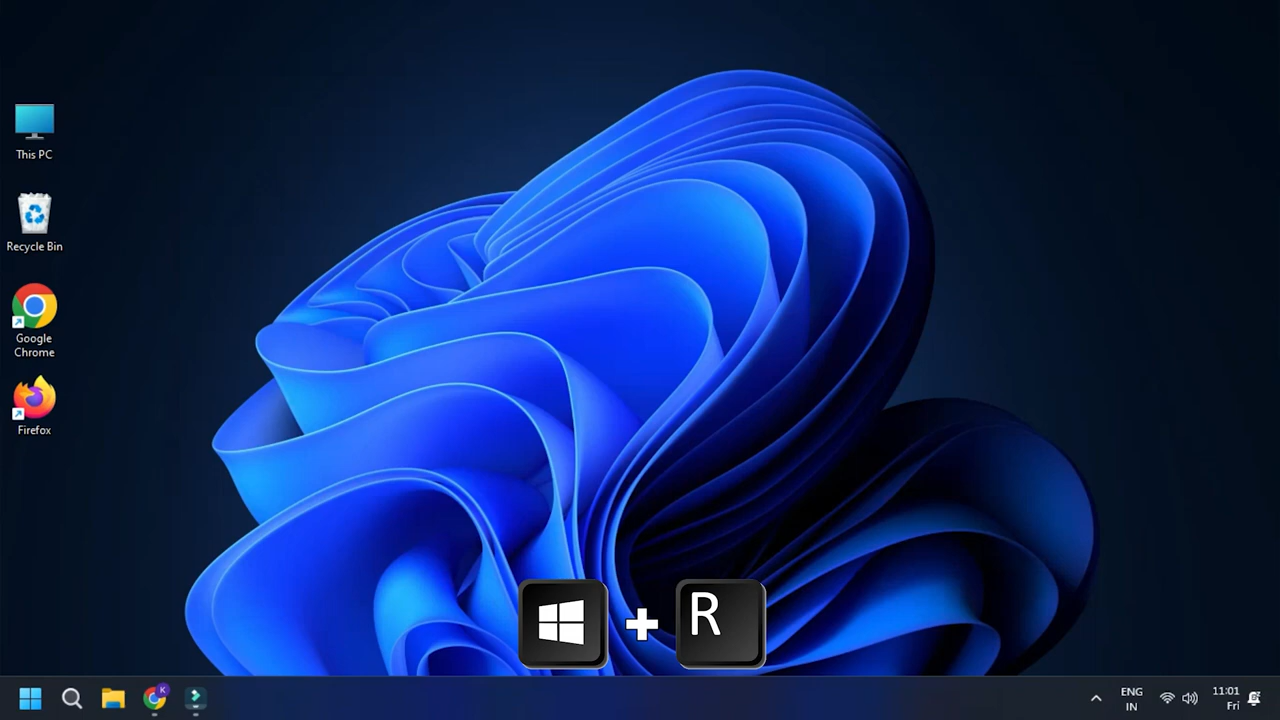 This PC
Recycle Bin
Google
Chrome
Firefox
+ R
K
ENG
IN
11:01
Fri